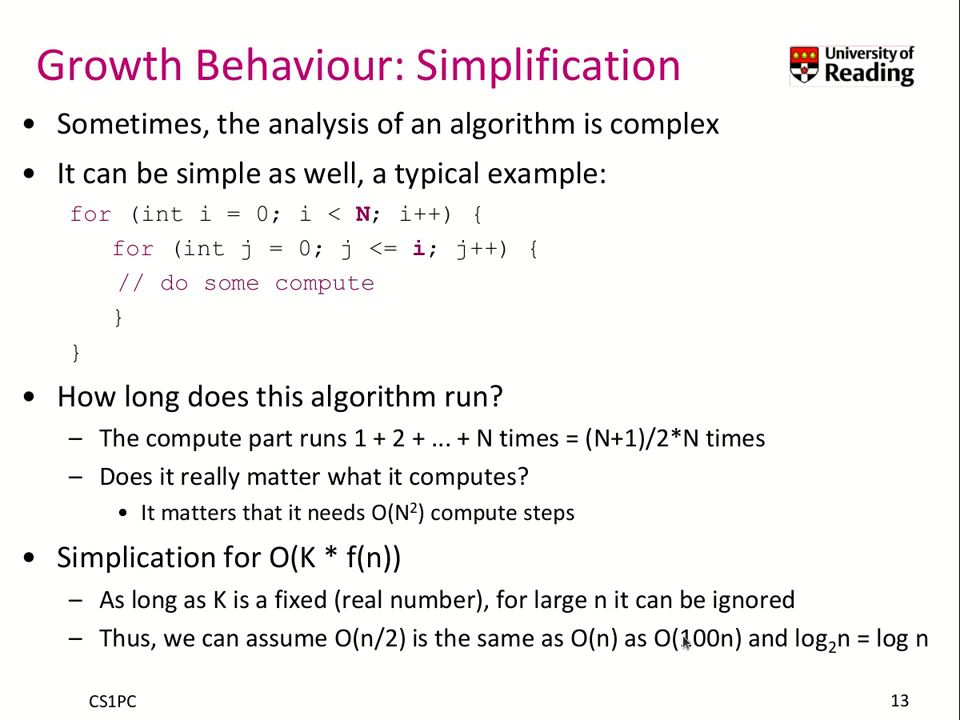 Growth Behaviour: Simplification
University of
Reading
• Sometimes, the analysis of an algorithm is complex
• It can be simple as well, a typical example:
for (int i = 0; i < N; i++) {
for (int j = 0; j <= i; j++) {
// do some compute
}
}
• How long does this algorithm run?
– The compute part runs 1 + 2 + ... + N times = (N+1)/2*N times
– Does it really matter what it computes?
• It matters that it needs O(N²) compute steps
• Simplication for O(K * f(n))
– As long as K is a fixed (real number), for large n it can be ignored
– Thus, we can assume O(n/2) is the same as O(n) as O(100n) and log₂n = log n
CS1PC
13